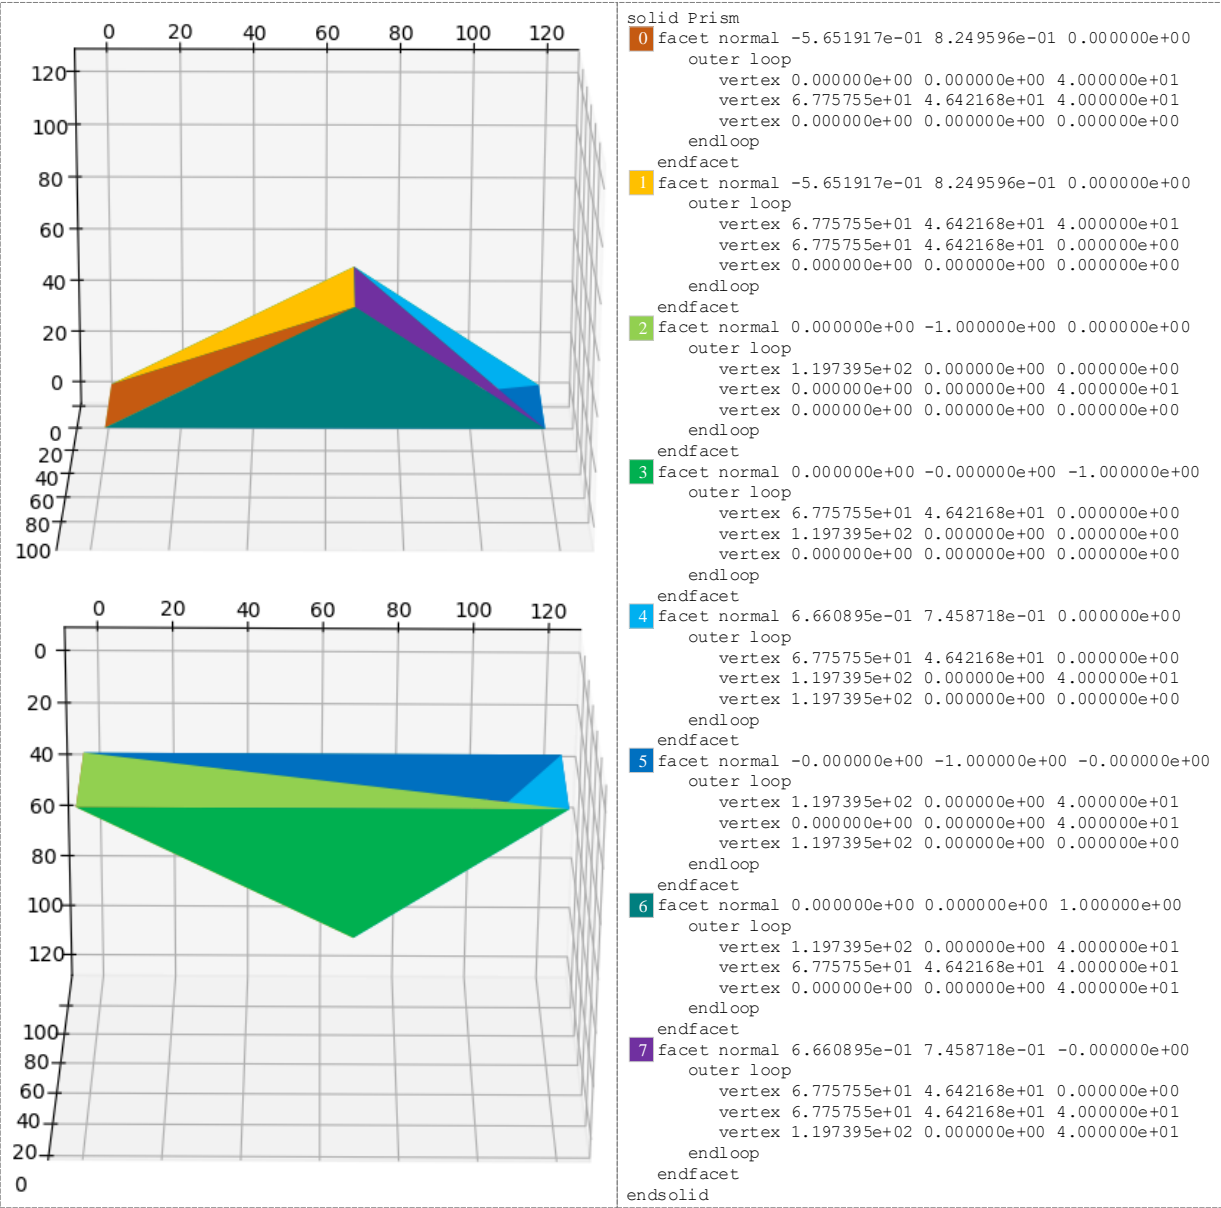 0 20 40 60 80 100 120
120
100
80
60
40
20
0
0
20
40
60
80
100
0 20 40 60 80 100 120
0
20
40
60
80
100
120
100
80
60
40
20
0
solid Prism
0 facet normal -5.651917e-01 8.249596e-01 0.000000e+00
outer loop
vertex 0.000000e+00 0.000000e+00 4.000000e+01
vertex 6.775755e+01 4.642168e+01 4.000000e+01
vertex 0.000000e+00 0.000000e+00 0.000000e+00
endloop
endfacet
1 facet normal -5.651917e-01 8.249596e-01 0.000000e+00
outer loop
vertex 6.775755e+01 4.642168e+01 4.000000e+01
vertex 6.775755e+01 4.642168e+01 0.000000e+00
vertex 0.000000e+00 0.000000e+00 0.000000e+00
endloop
endfacet
2 facet normal 0.000000e+00 -1.000000e+00 0.000000e+00
outer loop
vertex 1.197395e+02 0.000000e+00 0.000000e+00
vertex 0.000000e+00 0.000000e+00 4.000000e+01
vertex 0.000000e+00 0.000000e+00 0.000000e+00
endloop
endfacet
3 facet normal 0.000000e+00 -0.000000e+00 -1.000000e+00
outer loop
vertex 6.775755e+01 4.642168e+01 0.000000e+00
vertex 1.197395e+02 0.000000e+00 0.000000e+00
vertex 0.000000e+00 0.000000e+00 0.000000e+00
endloop
endfacet
4 facet normal 6.660895e-01 7.458718e-01 0.000000e+00
outer loop
vertex 6.775755e+01 4.642168e+01 0.000000e+00
vertex 1.197395e+02 0.000000e+00 4.000000e+01
vertex 1.197395e+02 0.000000e+00 0.000000e+00
endloop
endfacet
5 facet normal -0.000000e+00 -1.000000e+00 -0.000000e+00
outer loop
vertex 1.197395e+02 0.000000e+00 4.000000e+01
vertex 0.000000e+00 0.000000e+00 4.000000e+01
vertex 1.197395e+02 0.000000e+00 0.000000e+00
endloop
endfacet
6 facet normal 0.000000e+00 0.000000e+00 1.000000e+00
outer loop
vertex 1.197395e+02 0.000000e+00 4.000000e+01
vertex 6.775755e+01 4.642168e+01 4.000000e+01
vertex 0.000000e+00 0.000000e+00 4.000000e+01
endloop
endfacet
7 facet normal 6.660895e-01 7.458718e-01 -0.000000e+00
outer loop
vertex 6.775755e+01 4.642168e+01 0.000000e+00
vertex 6.775755e+01 4.642168e+01 4.000000e+01
vertex 1.197395e+02 0.000000e+00 4.000000e+01
endloop
endfacet
endsolid